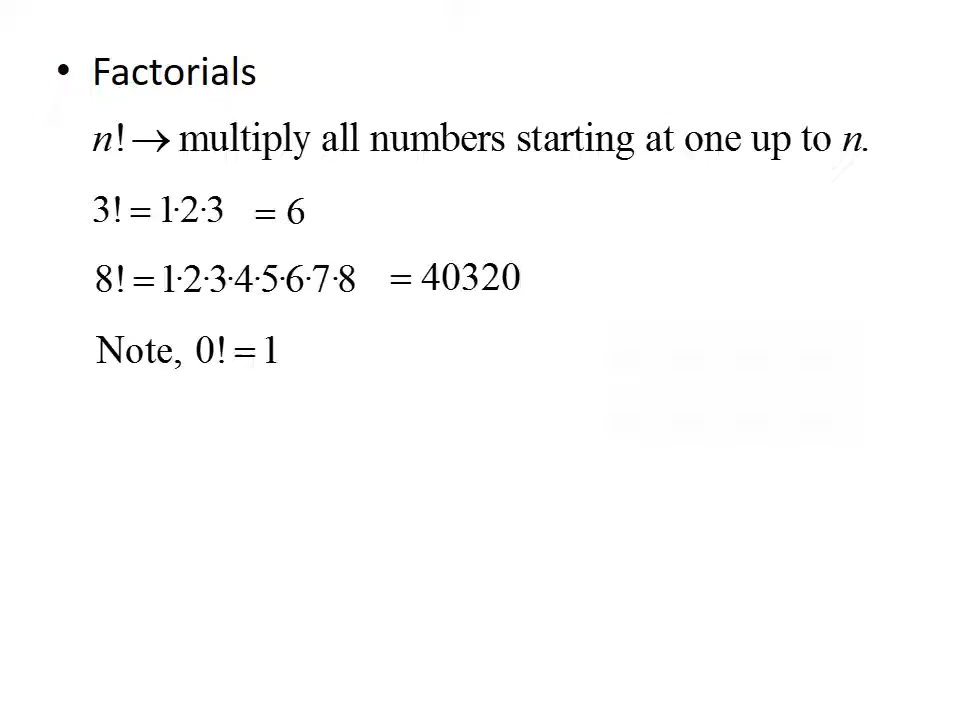 • Factorials
n! → multiply all numbers starting at one up to n.
3! = 1·2·3 = 6
8! = 1·2·3·4·5·6·7·8 = 40320
Note, 0! = 1